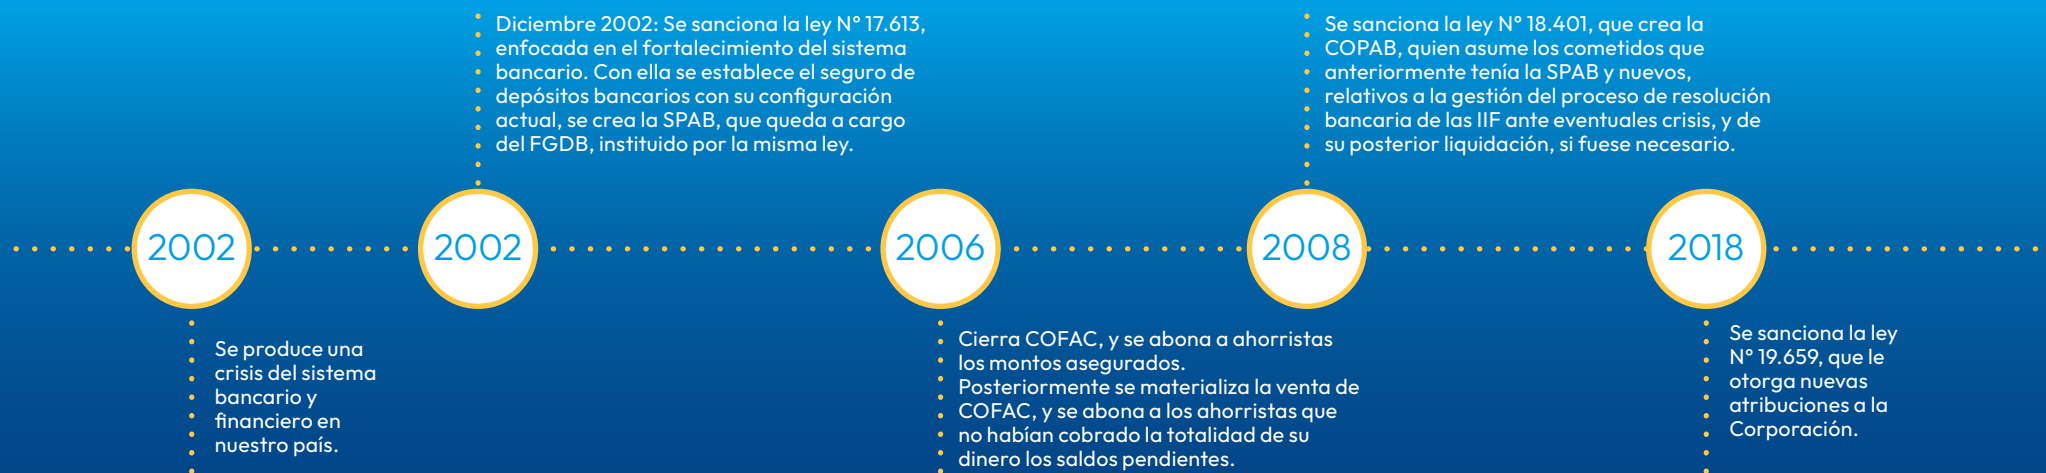 Diciembre 2002: Se sanciona la ley N° 17.613,
enfocada en el fortalecimiento del sistema
bancario. Con ella se establece el seguro de
depósitos bancarios con su configuración
actual, se crea la SPAB, que queda a cargo
del FGDB, instituido por la misma ley.
Se sanciona la ley N° 18.401, que crea la
COPAB, quien asume los cometidos que
anteriormente tenía la SPAB y nuevos,
relativos a la gestión del proceso de resolución
bancaria de las IIF ante eventuales crisis, y de
su posterior liquidación, si fuese necesario.
2002
2002
2006
2008
2018
Se produce una
crisis del sistema
bancario y
financiero en
nuestro país.
Cierra COFAC, y se abona a ahorristas
los montos asegurados.
Posteriormente se materializa la venta de
COFAC, y se abona a los ahorristas que
no habían cobrado la totalidad de su
dinero los saldos pendientes.
Se sanciona la ley
N° 19.659, que le
otorga nuevas
atribuciones a la
Corporación.